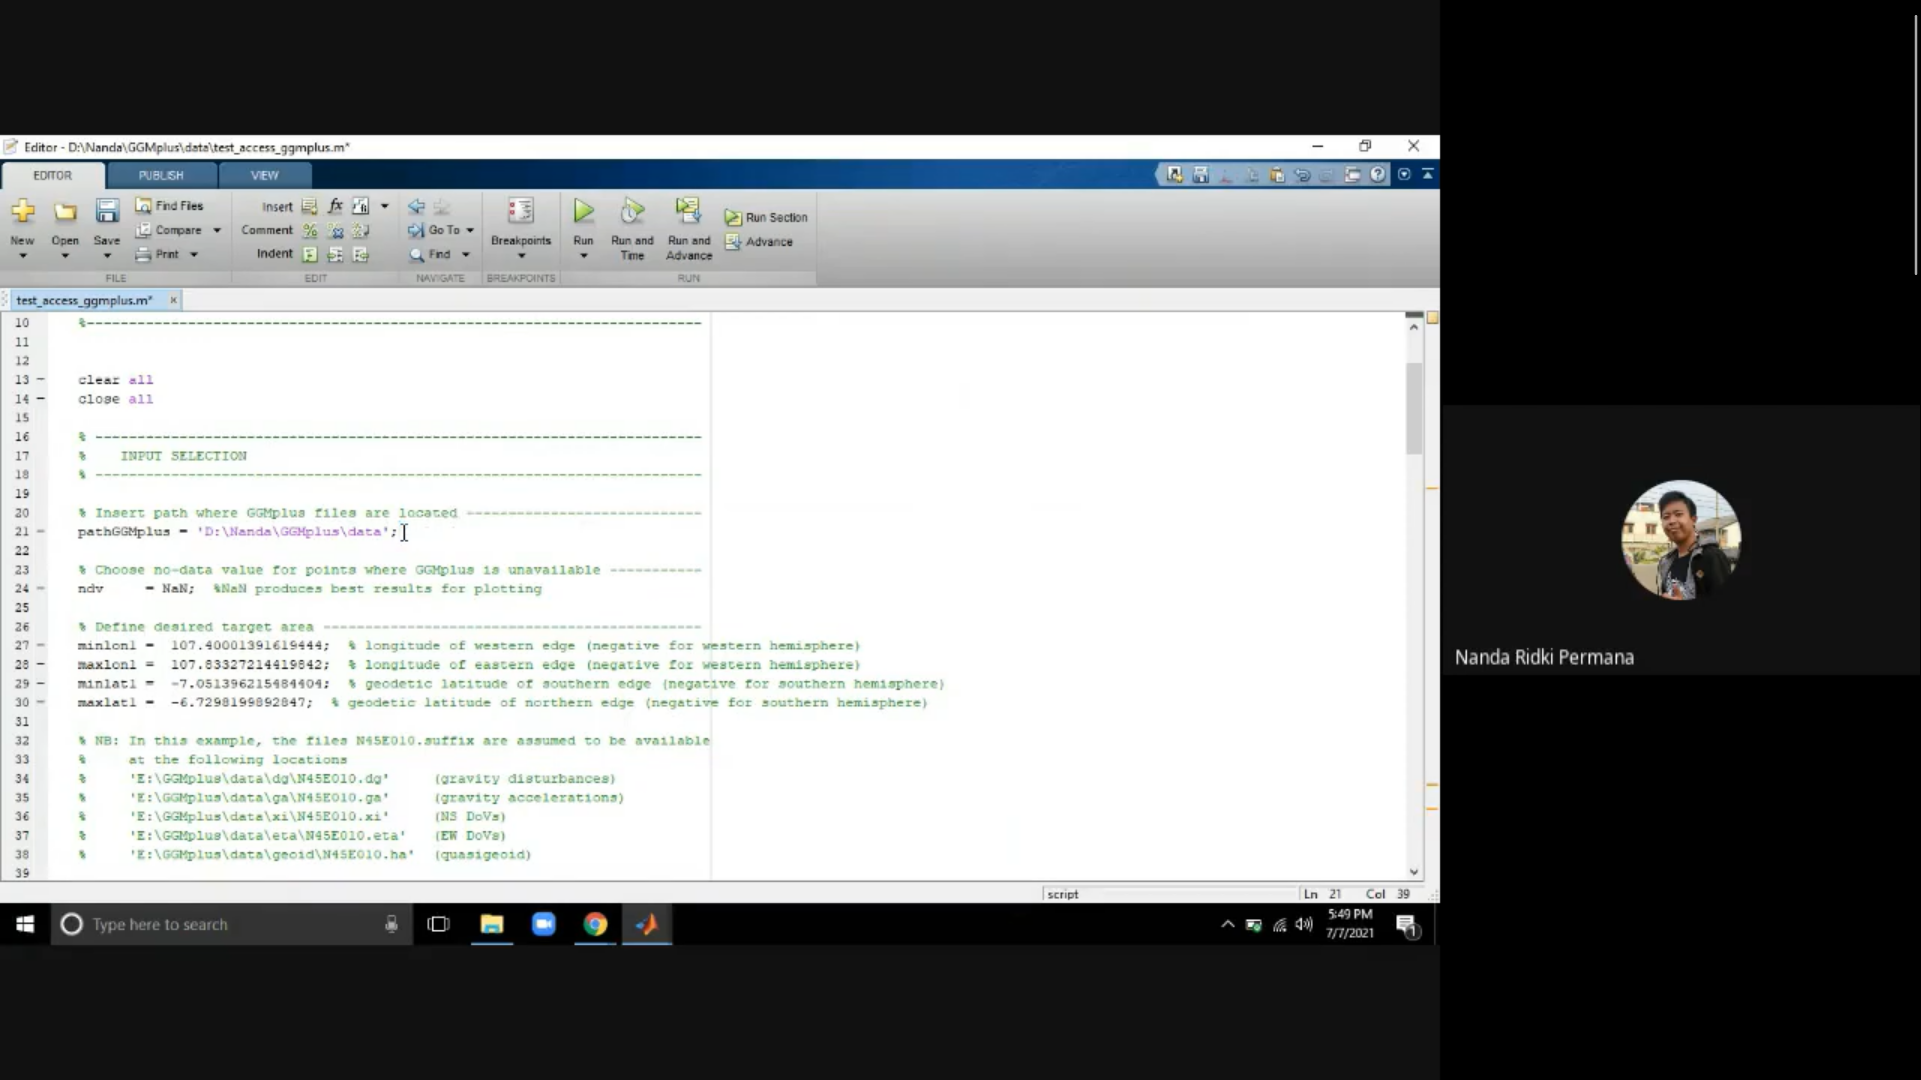 Editor - D:\Nanda\GGMplus\data\test_access_ggmplus.m*
EDITOR PUBLISH VIEW
New Open Save Find Files Compare Print FILE
Insert fx Comment Indent EDIT
Go To Find NAVIGATE
Breakpoints BREAKPOINTS
Run Run and Time Run and Advance Run Section Advance RUN
test_access_ggmplus.m* x
10 %------------------------------------------------------------------------
11
12
13 - clear all
14 - close all
15
16 % ------------------------------------------------------------------------
17 % INPUT SELECTION
18 % ------------------------------------------------------------------------
19
20 % Insert path where GGMplus files are located ----------------------------
21 - pathGGMplus = 'D:\Nanda\GGMplus\data';
22
23 % Choose no-data value for points where GGMplus is unavailable -----------
24 - ndv = NaN; %NaN produces best results for plotting
25
26 % Define desired target area ---------------------------------------------
27 - minlon1 = 107.40001391619444; % longitude of western edge (negative for western hemisphere)
28 - maxlon1 = 107.83327214419842; % longitude of eastern edge (negative for western hemisphere)
29 - minlat1 = -7.051396215484404; % geodetic latitude of southern edge (negative for southern hemisphere)
30 - maxlat1 = -6.7298199892847; % geodetic latitude of northern edge (negative for southern hemisphere)
31
32 % NB: In this example, the files N45E010.suffix are assumed to be available
33 % at the following locations
34 % 'E:\GGMplus\data\dg\N45E010.dg' (gravity disturbances)
35 % 'E:\GGMplus\data\ga\N45E010.ga' (gravity accelerations)
36 % 'E:\GGMplus\data\xi\N45E010.xi' (NS DoVs)
37 % 'E:\GGMplus\data\eta\N45E010.eta' (EW DoVs)
38 % 'E:\GGMplus\data\geoid\N45E010.ha' (quasigeoid)
39
script Ln 21 Col 39
Type here to search
5:49 PM
7/7/2021
1
Nanda Ridki Permana